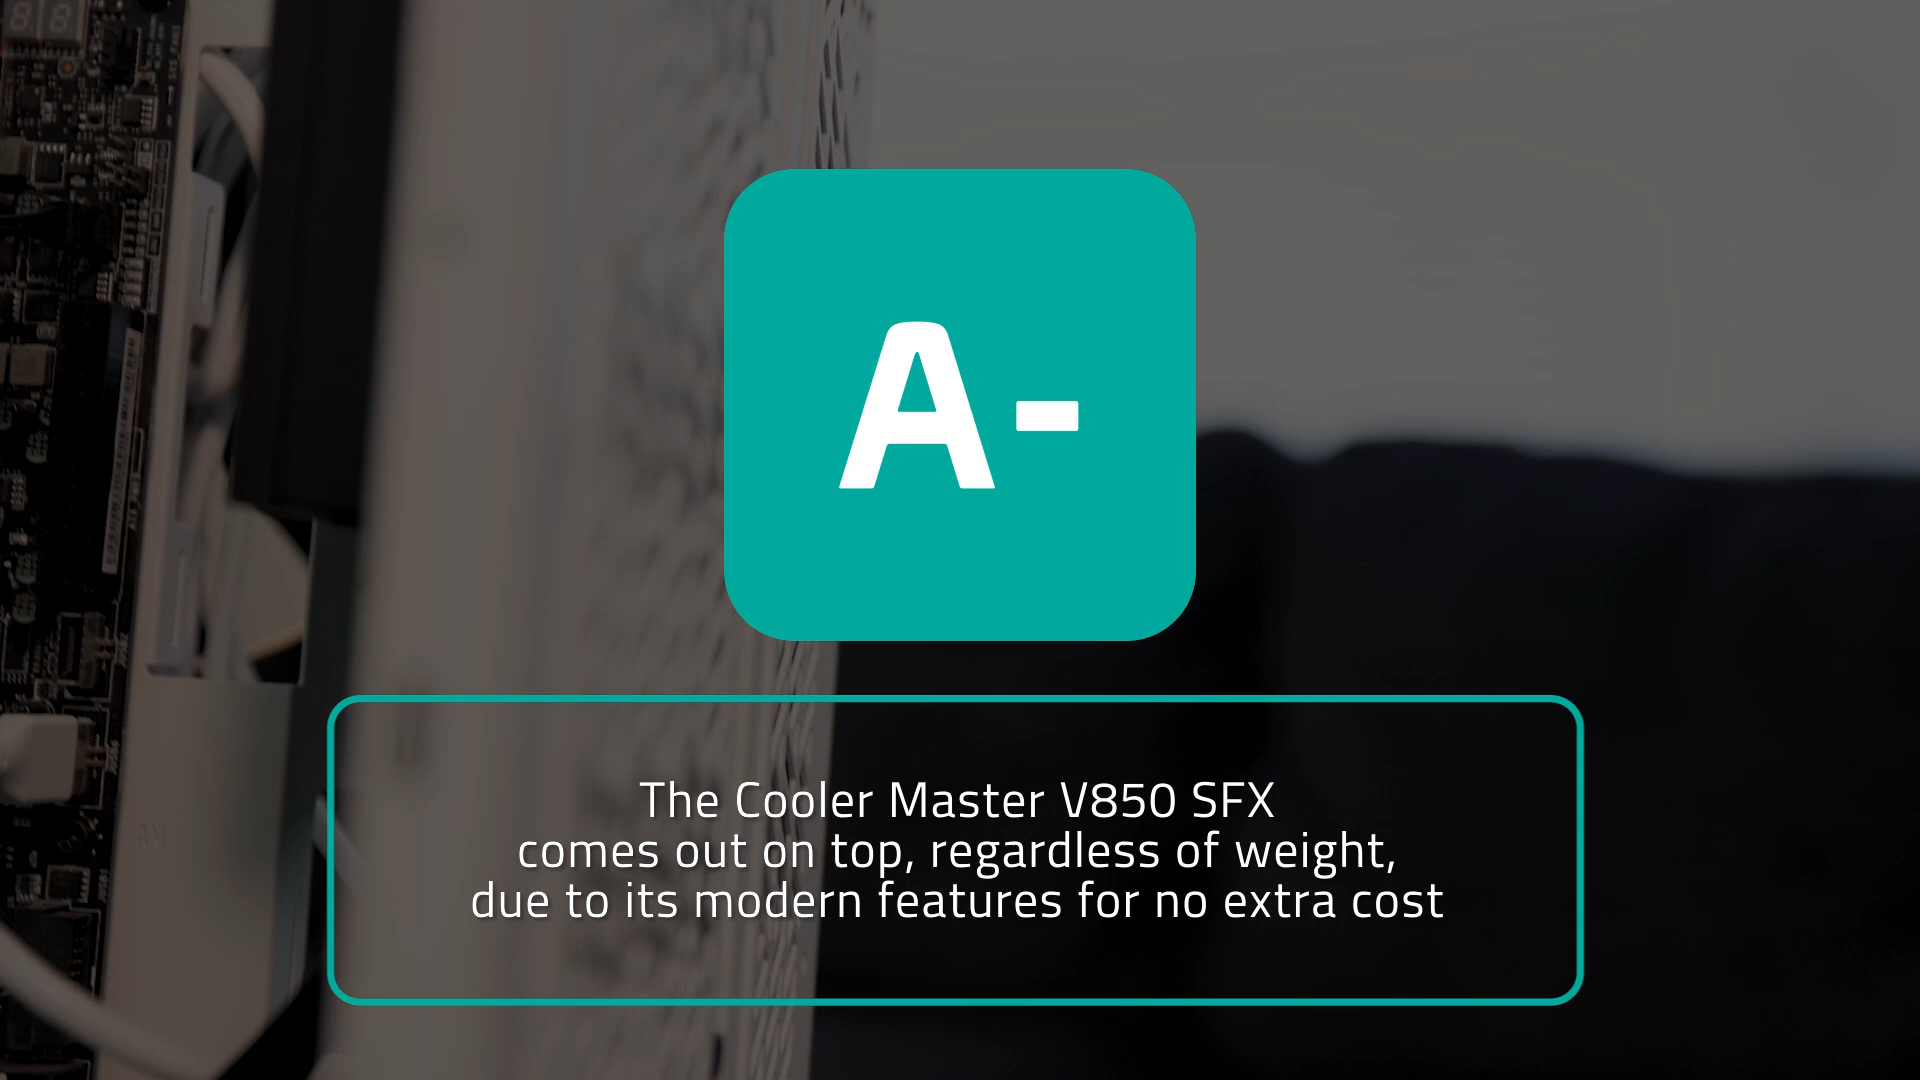 A-
The Cooler Master V850 SFX
comes out on top, regardless of weight,
due to its modern features for no extra cost